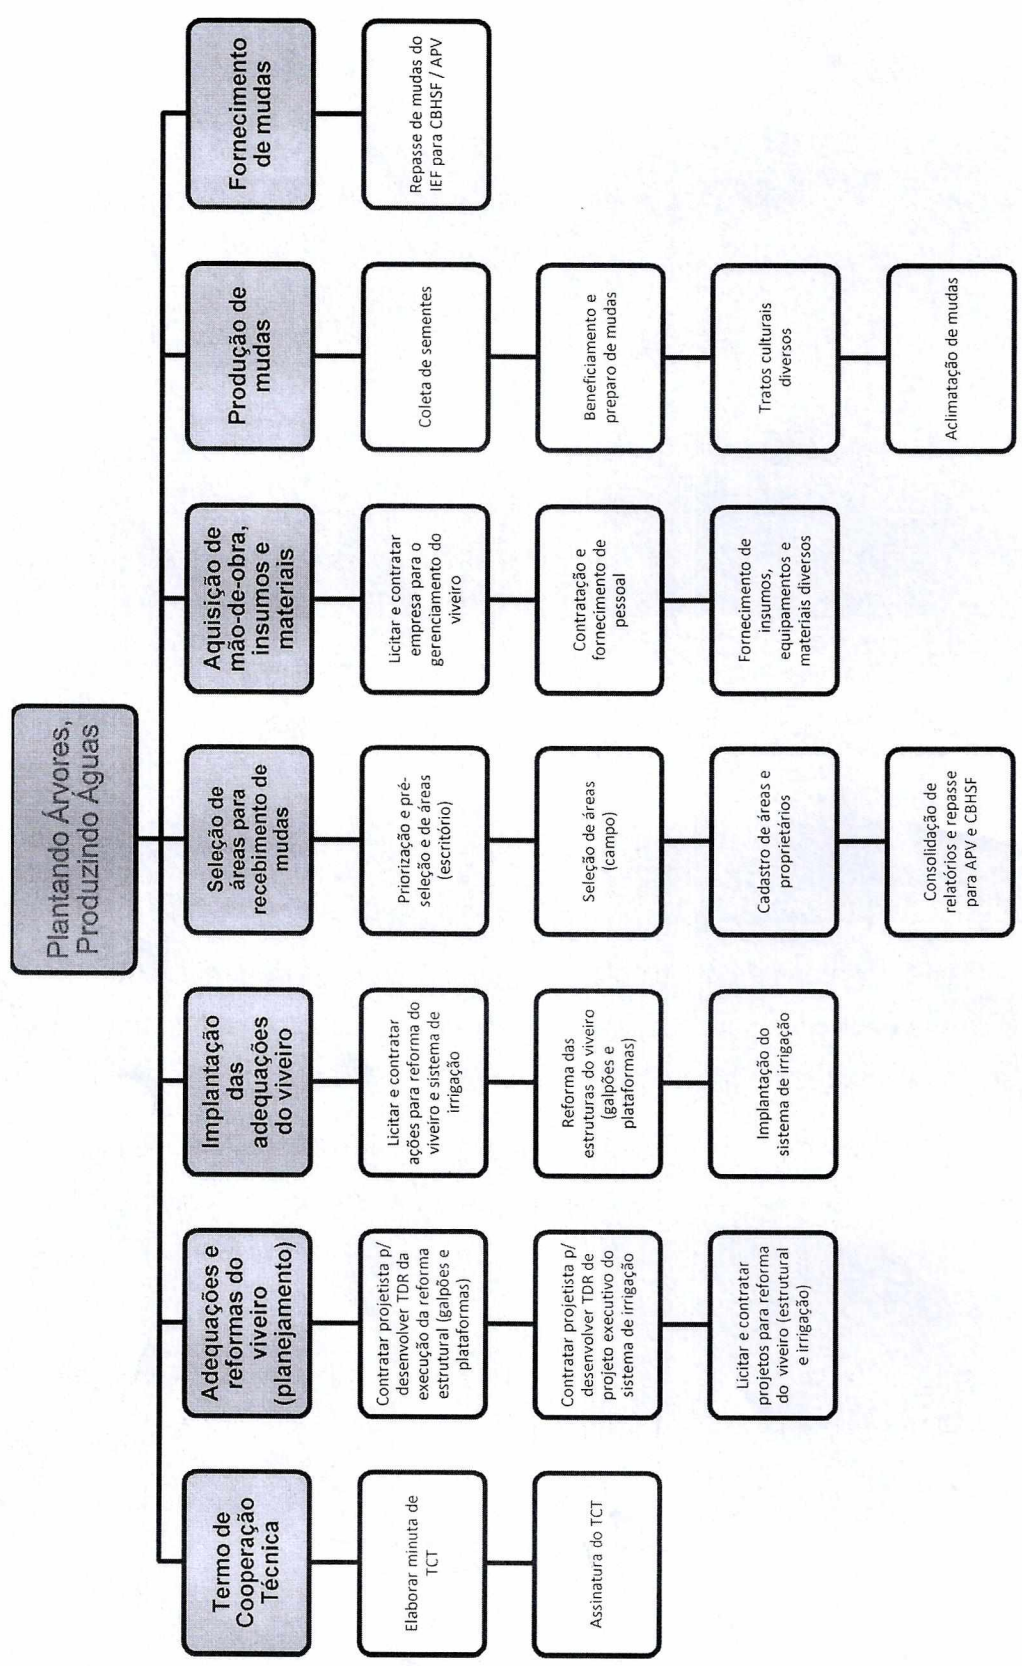 Plantando Árvores,
Produzindo Águas
Termo de
Cooperação
Técnica
Elaborar minuta de
TCT
Assinatura do TCT
Adequações e
reformas do
viveiro
(planejamento)
Contratar projetista p/
desenvolver TDR da
execução da reforma
estrutural (galpões e
plataformas)
Contratar projetista p/
desenvolver TDR de
projeto executivo do
sistema de irrigação
Licitar e contratar
projetos para reforma
do viveiro (estrutural
e irrigação)
Implantação
das
adequações
do viveiro
Licitar e contratar
ações para reforma do
viveiro e sistema de
irrigação
Reforma das
estruturas do viveiro
(galpões e
plataformas)
Implantação do
sistema de irrigação
Seleção de
áreas para
recebimento de
mudas
Priorização e pré-
seleção e de áreas
(escritório)
Seleção de áreas
(campo)
Cadastro de áreas e
proprietários
Consolidação de
relatórios e repasse
para APV e CBHSF
Aquisição de
mão-de-obra,
insumos e
materiais
Licitar e contratar
empresa para o
gerenciamento do
viveiro
Contratação e
fornecimento de
pessoal
Fornecimento de
insumos,
equipamentos e
materiais diversos
Produção de
mudas
Coleta de sementes
Beneficiamento e
preparo de mudas
Tratos culturais
diversos
Aclimatação de mudas
Fornecimento
de mudas
Repasse de mudas do
IEF para CBHSF / APV